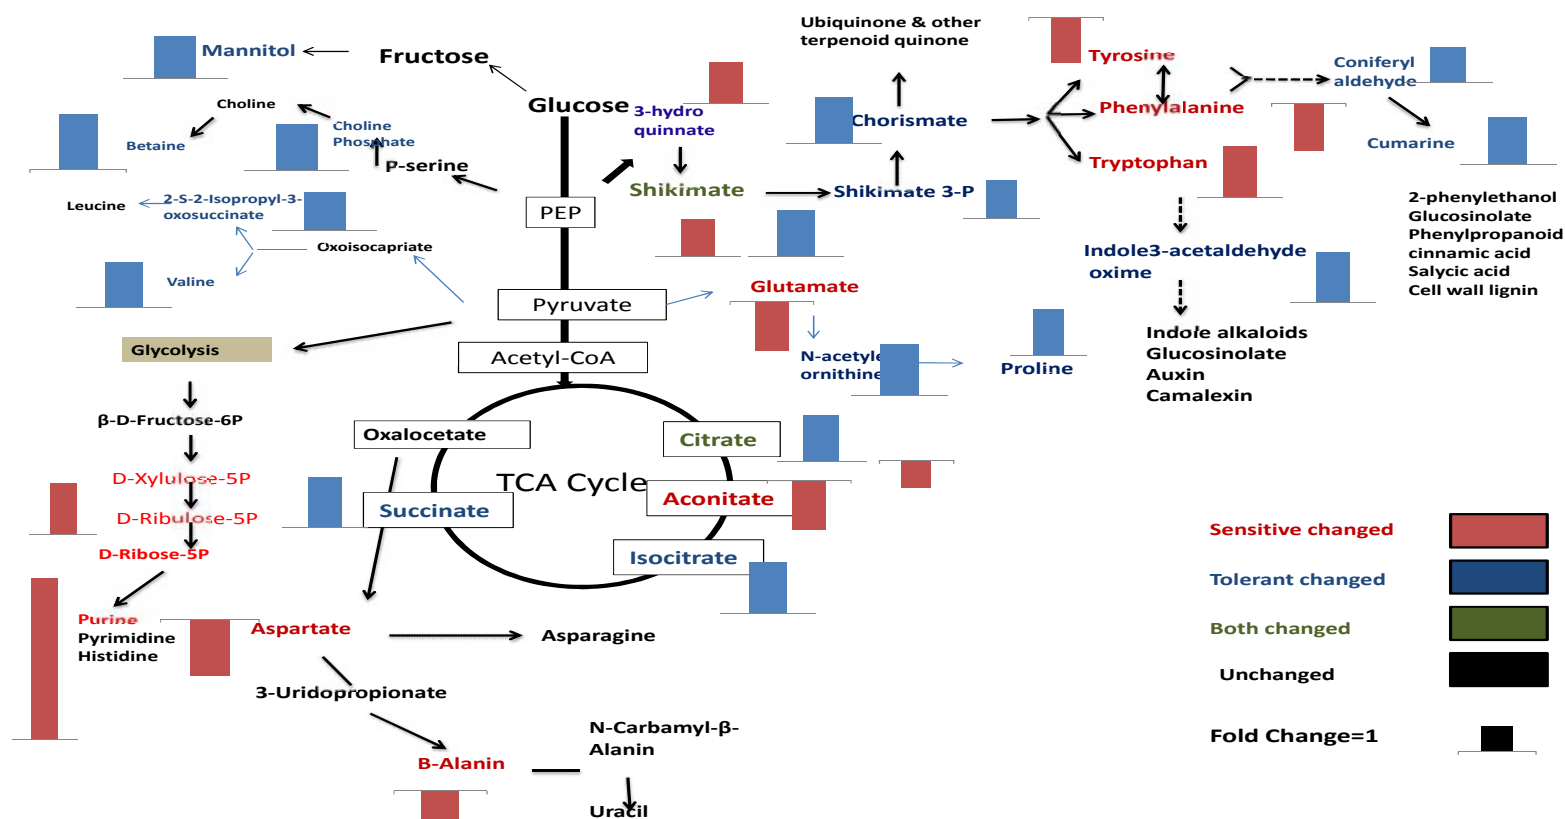 Ubiquinone & other
terpenoid quinone
Mannitol
Fructose
Tyrosine
Coniferyl
aldehyde
Choline
Glucose
3-hydro
quinnate
Chorismate
Phenylalanine
Choline
Phosphate
Betaine
P-serine
Cumarine
Tryptophan
Shikimate
Shikimate 3-P
2-S-2-Isopropyl-3-
oxosuccinate
Leucine
PEP
2-phenylethanol
Glucosinolate
Phenylpropanoid
cinnamic acid
Salycic acid
Cell wall lignin
Oxoisocapriate
Indole3-acetaldehyde
oxime
Valine
Glutamate
Pyruvate
Glycolysis
Acetyl-CoA
N-acetyle
ornithine
Proline
Indole alkaloids
Glucosinolate
Auxin
Camalexin
β-D-Fructose-6P
Oxalocetate
Citrate
D-Xylulose-5P
TCA Cycle
Aconitate
Succinate
D-Ribulose-5P
D-Ribose-5P
Isocitrate
Sensitive changed
Tolerant changed
Both changed
Unchanged
Fold Change=1
Purine
Pyrimidine
Histidine
Aspartate
Asparagine
3-Uridopropionate
N-Carbamyl-β-
Alanin
B-Alanin
Uracil